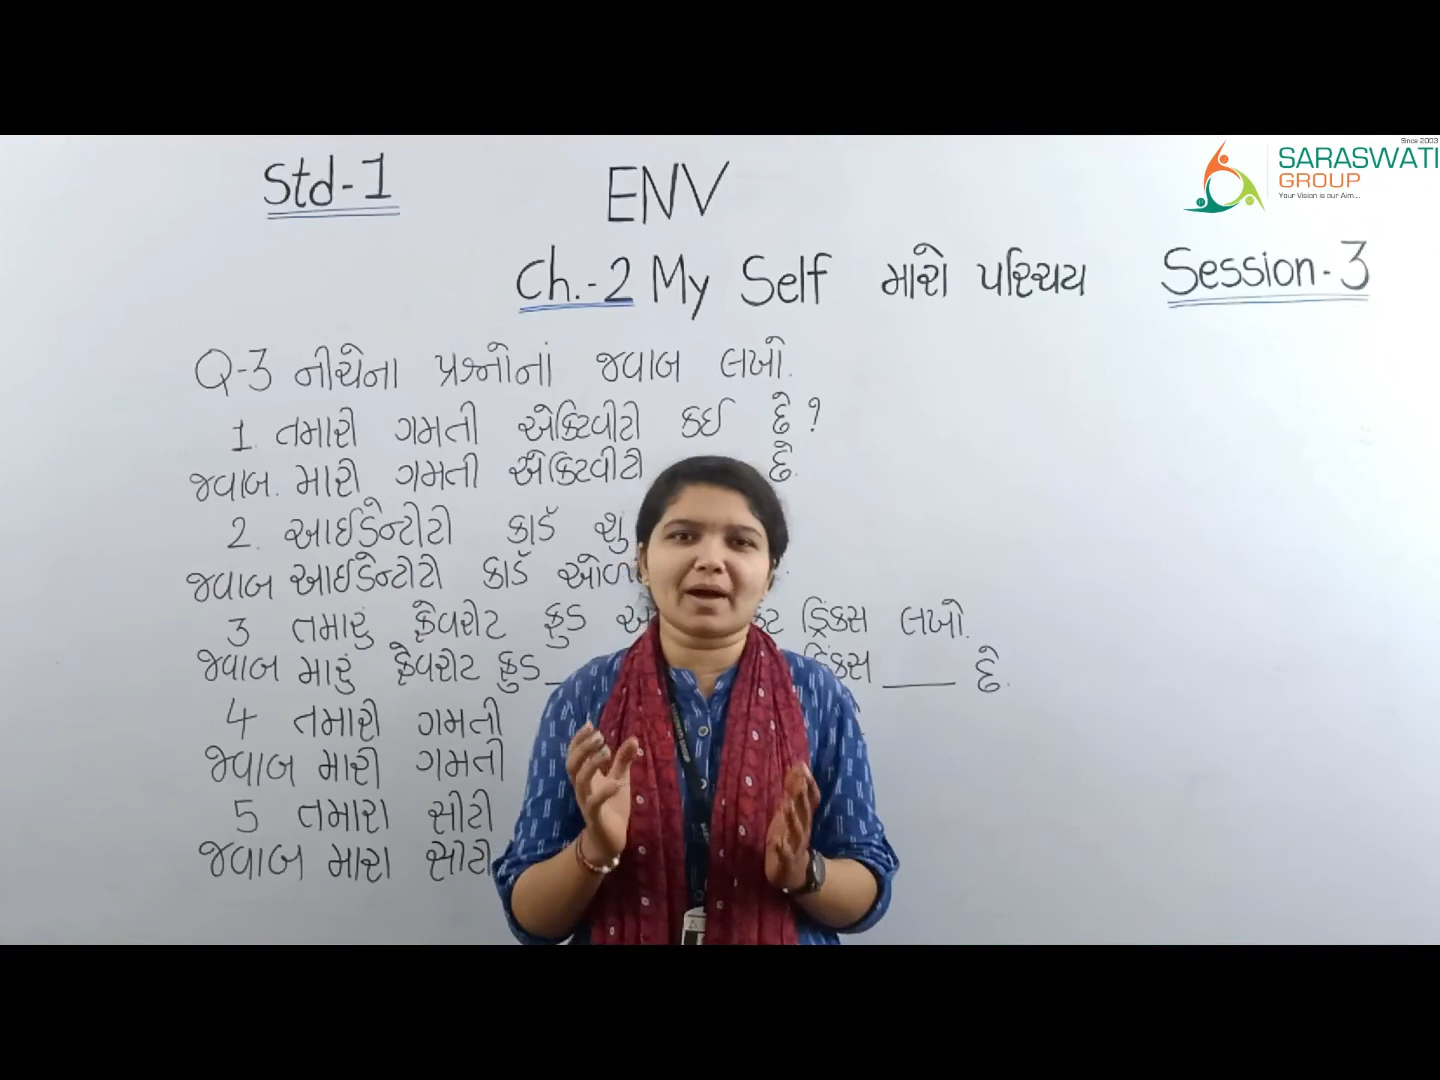 Since 2003
SARASWATI
GROUP
Your Vision is our Aim....
Std-1 ENV
Ch.-2 My Self મારો પરિચય Session-3
Q-3 નીચેના પ્રશ્નોનાં જવાબ લખો.
1. તમારી ગમતી એક્ટિવીટી કઈ છે ?
જવાબ. મારી ગમતી એક્ટિવીટી છે.
2. આઈડેન્ટીટી કાર્ડ શું
જવાબ આઈડેન્ટીટી કાર્ડ
3 તમારું ફેવરીટ ફુડ ડ્રિંક્સ લખો.
જવાબ મારું ફેવરીટ ફુડ ___ ___ છે.
4 તમારી ગમતી
જવાબ મારી ગમતી
5 તમારા સીટી
જવાબ મારા સીટી